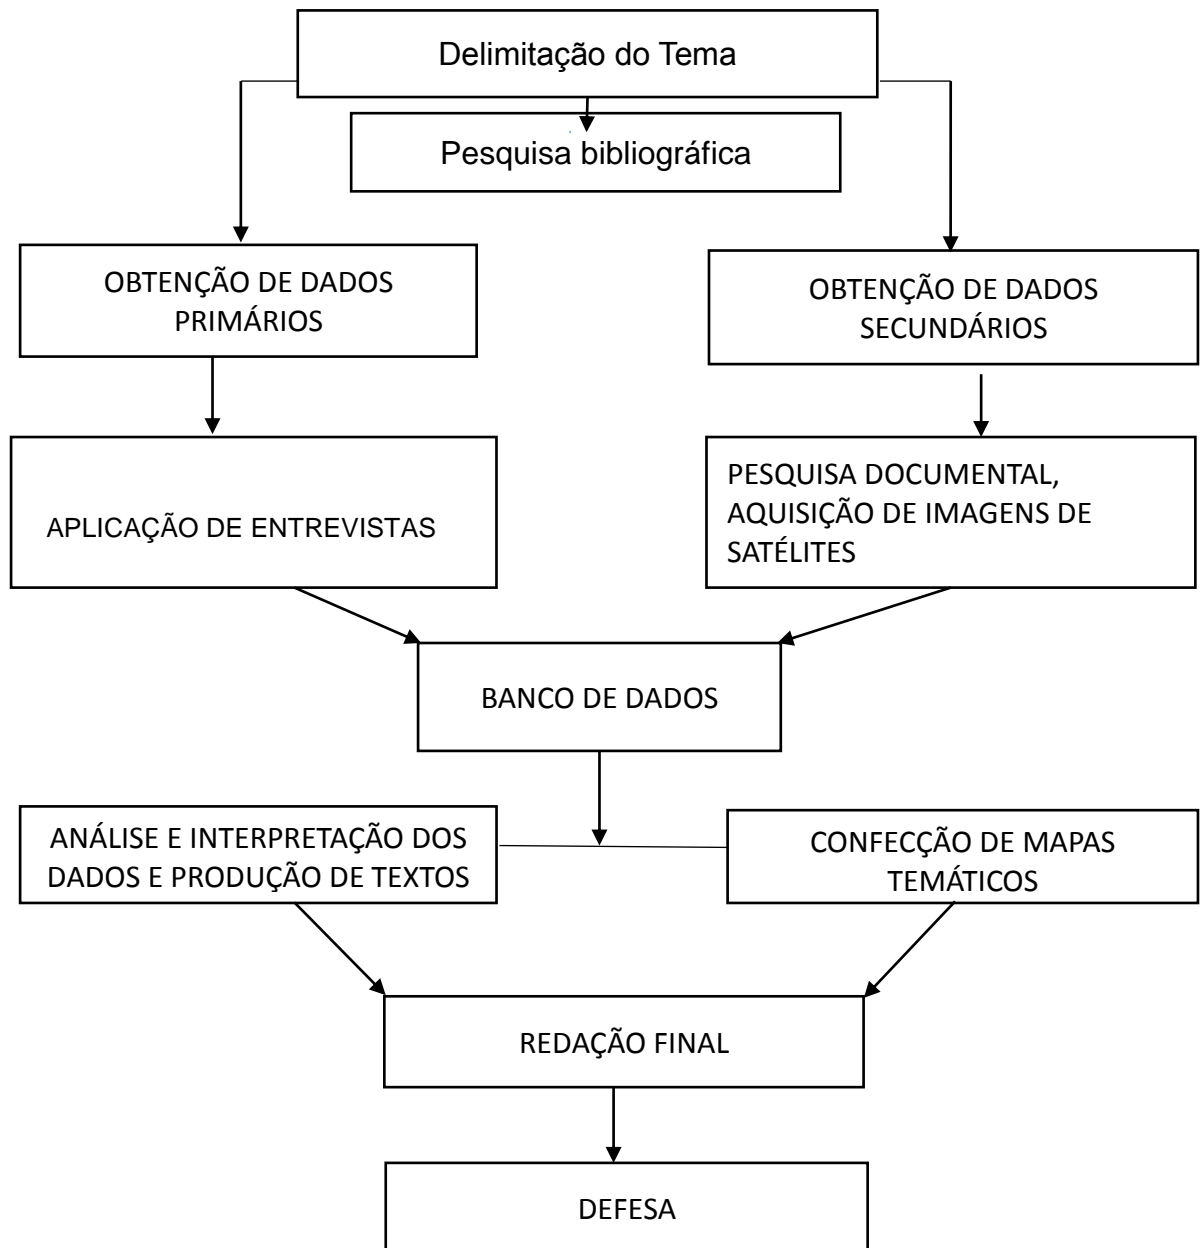 Delimitação do Tema
Pesquisa bibliográfica
OBTENÇÃO DE DADOS
PRIMÁRIOS
OBTENÇÃO DE DADOS
SECUNDÁRIOS
APLICAÇÃO DE ENTREVISTAS
PESQUISA DOCUMENTAL,
AQUISIÇÃO DE IMAGENS DE
SATÉLITES
BANCO DE DADOS
ANÁLISE E INTERPRETAÇÃO DOS
DADOS E PRODUÇÃO DE TEXTOS
CONFECÇÃO DE MAPAS
TEMÁTICOS
REDAÇÃO FINAL
DEFESA